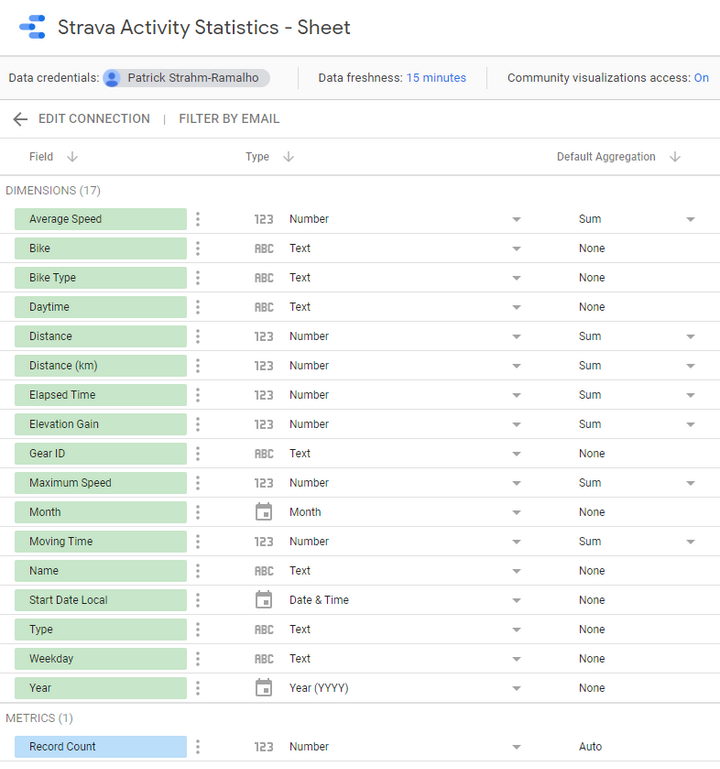 Strava Activity Statistics - Sheet
Data credentials: Patrick Strahm-Ramalho Data freshness: 15 minutes Community visualizations access: On
EDIT CONNECTION | FILTER BY EMAIL
Field Type Default Aggregation
DIMENSIONS (17)
Average Speed 123 Number Sum
Bike ABC Text None
Bike Type ABC Text None
Daytime ABC Text None
Distance 123 Number Sum
Distance (km) 123 Number Sum
Elapsed Time 123 Number Sum
Elevation Gain 123 Number Sum
Gear ID ABC Text None
Maximum Speed 123 Number Sum
Month Month None
Moving Time 123 Number Sum
Name ABC Text None
Start Date Local Date & Time None
Type ABC Text None
Weekday ABC Text None
Year Year (YYYY) None
METRICS (1)
Record Count 123 Number Auto